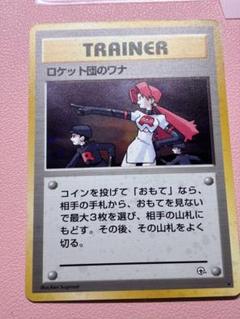 TRAINER
ロケット団のワナ
R
コインを投げて「おもて」なら、
相手の手札から、おもてを見ないで
最大3枚を選び、相手の山札に
もどす。その後、その山札をよく
切る。
Illus. Ken Sugimori